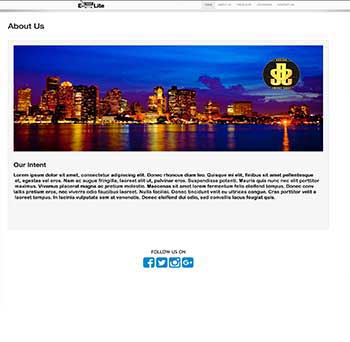 E-Lite
HOME ABOUT US CONTACT US
About Us
Our Intent
Lorem ipsum dolor sit amet, consectetur adipiscing elit. Donec rhoncus diam leo. Quisque mi elit, finibus sit amet pellentesque
et, egestas vel eros. Nam ac augue fringilla, laoreet elit ut, pulvinar eros. Suspendisse potenti. Mauris quis nunc nec elit porttitor
maximus. Vivamus placerat magna ac pretium molestie. Maecenas sit amet lorem fermentum felis eleifend tempus. Donec conv
allis pretium eros, nec viverra odio faucibus laoreet. Nulla facilisi. Donec tincidunt velit eu ultrices congue. Cras porttitor velit a
laoreet tempus. In lacinia vulputate sem at venenatis. Donec eleifend dui odio, sed convallis lacus feugiat quis.
FOLLOW US ON